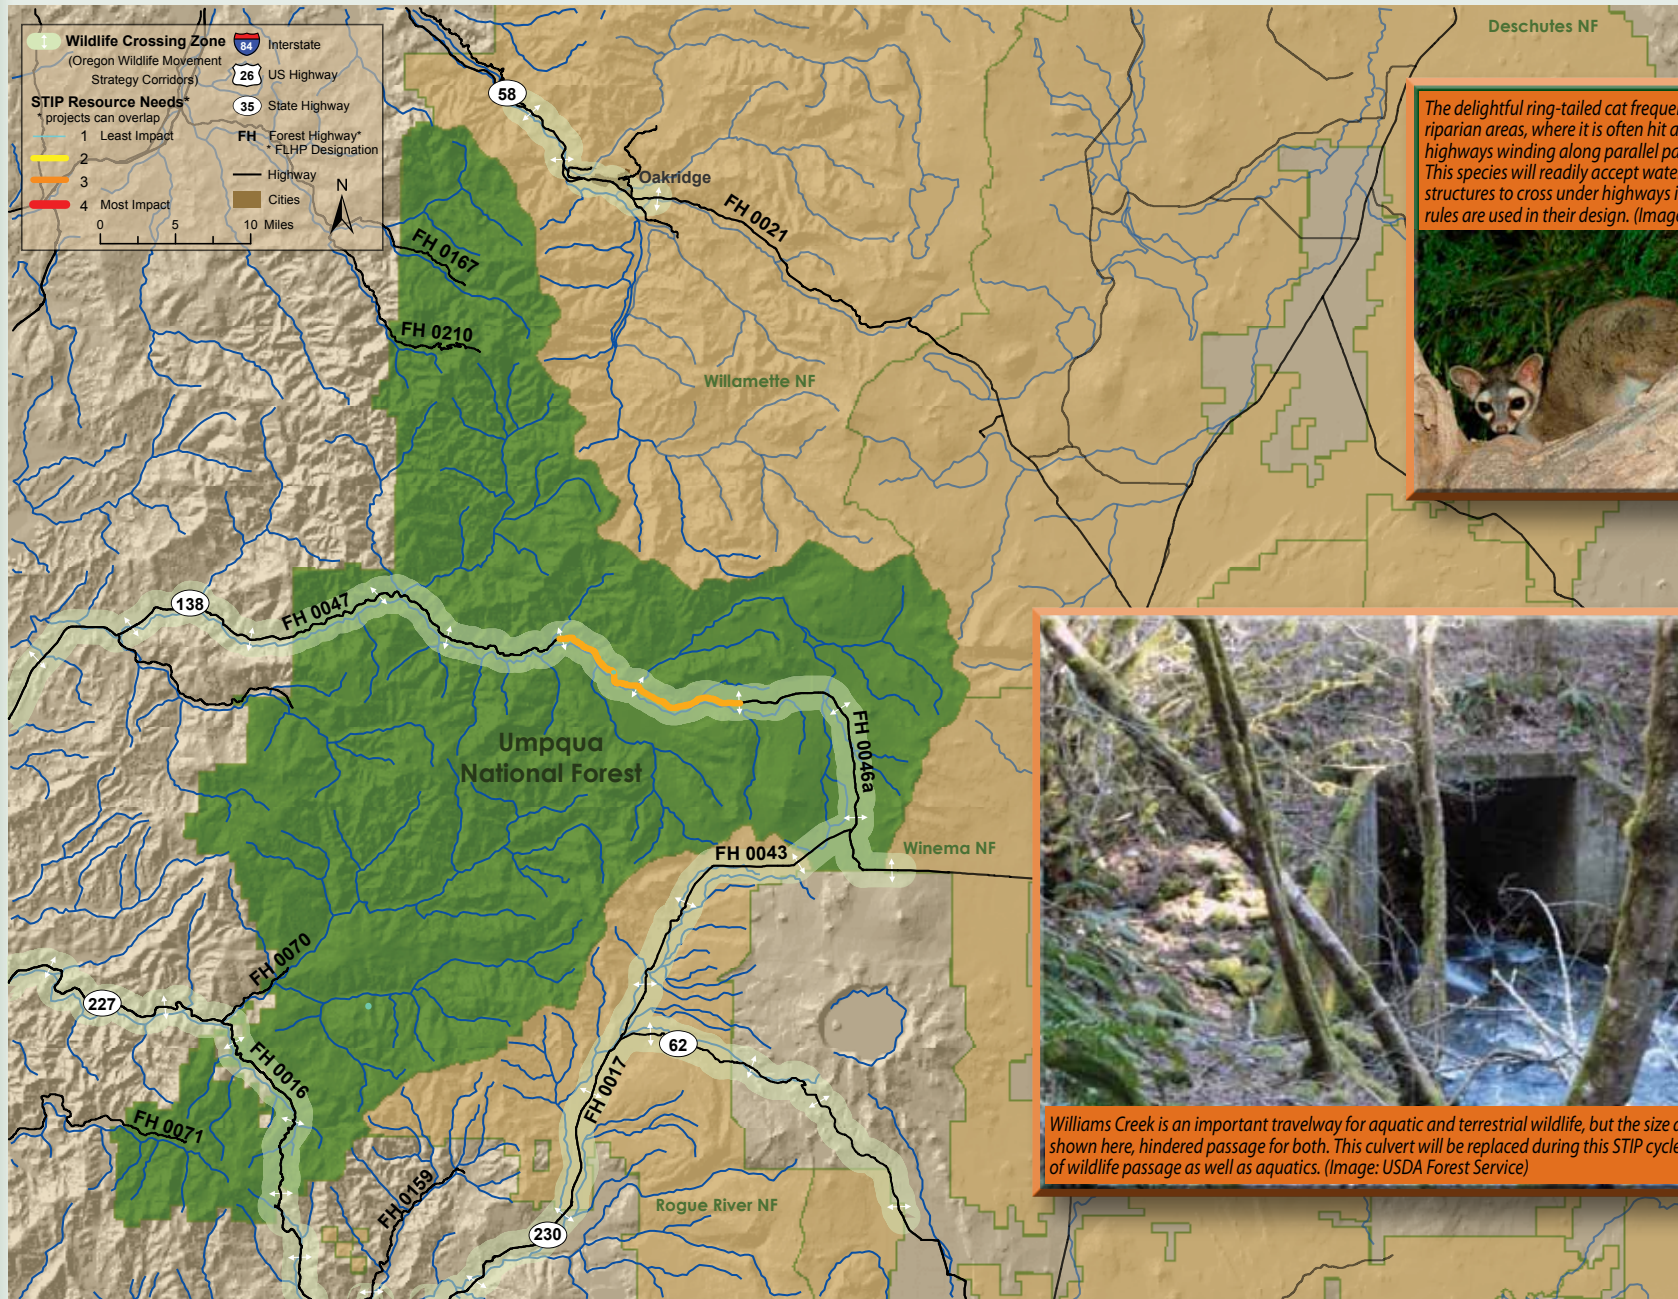 Wildlife Crossing Zone
(Oregon Wildlife Movement
Strategy Corridors)
STIP Resource Needs*
* projects can overlap
1 Least Impact
2
3
4 Most Impact
84 Interstate
26 US Highway
35 State Highway
FH Forest Highway*
* FLHP Designation
Highway
Cities
N
0 5 10 Miles
Deschutes NF
The delightful ring-tailed cat
riparian areas, where it is often hit
highways winding along parallel
This species will readily accept
structures to cross under highways
rules are used in their design.
58
Oakridge
FH 0021
FH 0167
FH 0210
Willamette NF
138
FH 0047
Umpqua
National Forest
FH 0046a
FH 0043
Winema NF
FH 0070
227
62
FH 0016
FH 0017
FH 0071
FH 0159
Rogue River NF
230
Williams Creek is an important travelway for aquatic and terrestrial wildlife, but the size
shown here, hindered passage for both. This culvert will be replaced during this STIP cycle
of wildlife passage as well as aquatics. (Image: USDA Forest Service)